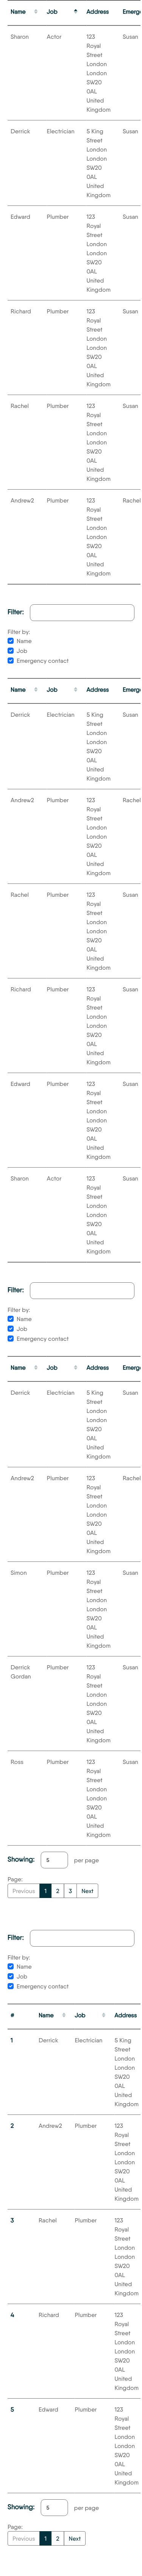 Name Job Address Emerge
Sharon Actor 123 Susan
Royal
Street
London
London
SW20
0AL
United
Kingdom
Derrick Electrician 5 King Susan
Street
London
London
SW20
0AL
United
Kingdom
Edward Plumber 123 Susan
Royal
Street
London
London
SW20
0AL
United
Kingdom
Richard Plumber 123 Susan
Royal
Street
London
London
SW20
0AL
United
Kingdom
Rachel Plumber 123 Susan
Royal
Street
London
London
SW20
0AL
United
Kingdom
Andrew2 Plumber 123 Rachel
Royal
Street
London
London
SW20
0AL
United
Kingdom
Filter:
Filter by:
Name
Job
Emergency contact
Name Job Address Emerge
Derrick Electrician 5 King Susan
Street
London
London
SW20
0AL
United
Kingdom
Andrew2 Plumber 123 Rachel
Royal
Street
London
London
SW20
0AL
United
Kingdom
Rachel Plumber 123 Susan
Royal
Street
London
London
SW20
0AL
United
Kingdom
Richard Plumber 123 Susan
Royal
Street
London
London
SW20
0AL
United
Kingdom
Edward Plumber 123 Susan
Royal
Street
London
London
SW20
0AL
United
Kingdom
Sharon Actor 123 Susan
Royal
Street
London
London
SW20
0AL
United
Kingdom
Filter:
Filter by:
Name
Job
Emergency contact
Name Job Address Emerge
Derrick Electrician 5 King Susan
Street
London
London
SW20
0AL
United
Kingdom
Andrew2 Plumber 123 Rachel
Royal
Street
London
London
SW20
0AL
United
Kingdom
Simon Plumber 123 Susan
Royal
Street
London
London
SW20
0AL
United
Kingdom
Derrick Plumber 123 Susan
Gordan Royal
Street
London
London
SW20
0AL
United
Kingdom
Ross Plumber 123 Susan
Royal
Street
London
London
SW20
0AL
United
Kingdom
Showing: 5 per page
Page:
Previous 1 2 3 Next
Filter:
Filter by:
Name
Job
Emergency contact
# Name Job Address
1 Derrick Electrician 5 King
Street
London
London
SW20
0AL
United
Kingdom
2 Andrew2 Plumber 123
Royal
Street
London
London
SW20
0AL
United
Kingdom
3 Rachel Plumber 123
Royal
Street
London
London
SW20
0AL
United
Kingdom
4 Richard Plumber 123
Royal
Street
London
London
SW20
0AL
United
Kingdom
5 Edward Plumber 123
Royal
Street
London
London
SW20
0AL
United
Kingdom
Showing: 5 per page
Page:
Previous 1 2 Next